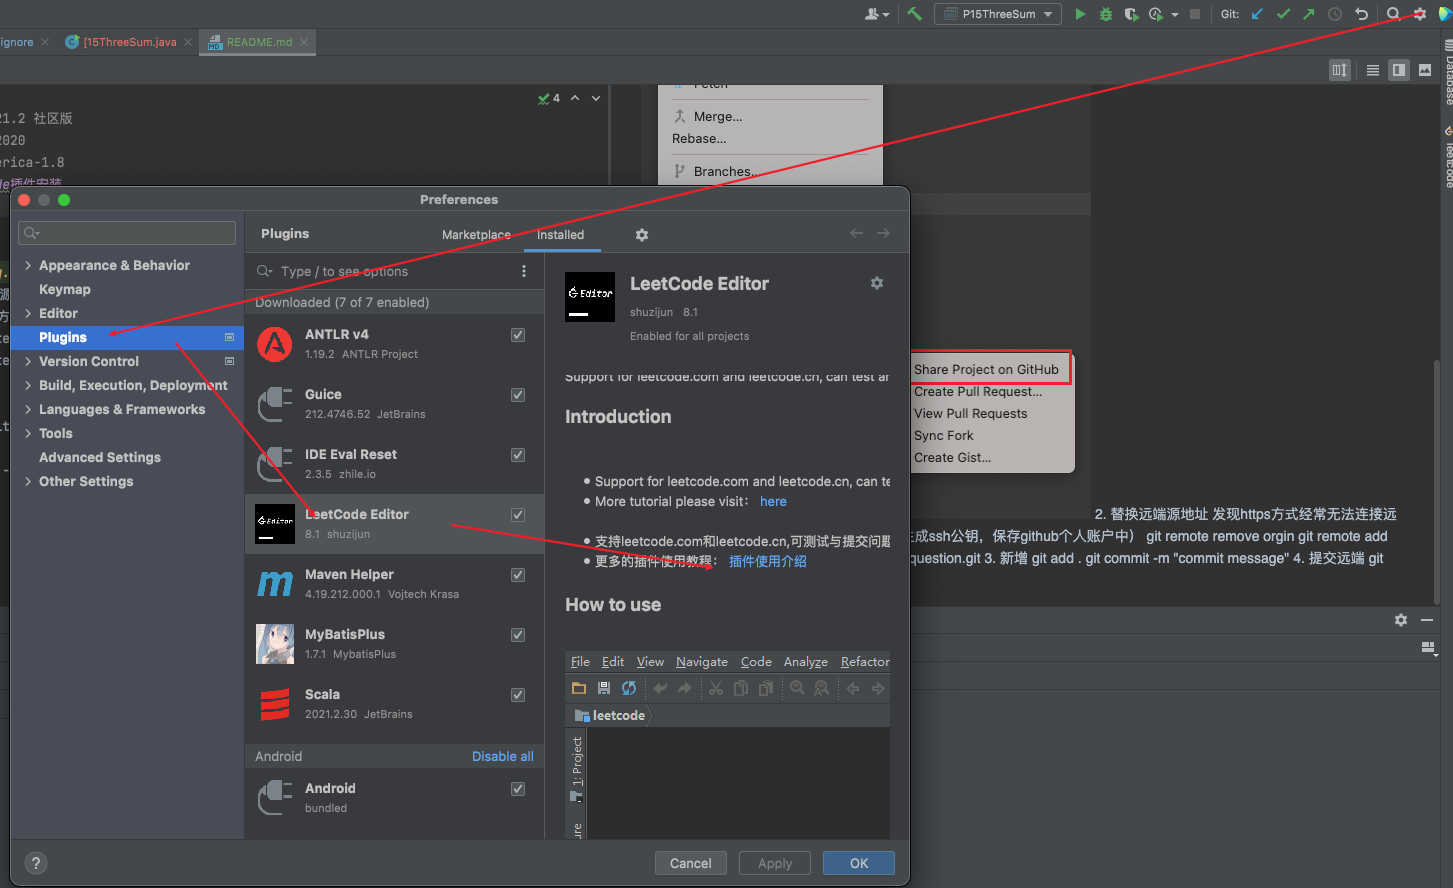 P15ThreeSum
Git:
ignore
[15ThreeSum.java
README.md
4
21.2 社区版
2020
erica-1.8
de插件安装
Merge...
Rebase...
Branches...
Database
leetcode
Preferences
Appearance & Behavior
Keymap
Editor
Plugins
Version Control
Build, Execution, Deployment
Languages & Frameworks
Tools
Advanced Settings
Other Settings
Plugins
Marketplace
Installed
Type / to see options
Downloaded (7 of 7 enabled)
ANTLR v4
1.19.2 ANTLR Project
Guice
212.4746.52 JetBrains
IDE Eval Reset
2.3.5 zhile.io
LeetCode Editor
8.1 shuzijun
Maven Helper
4.19.212.000.1 Vojtech Krasa
MyBatisPlus
1.7.1 MybatisPlus
Scala
2021.2.30 JetBrains
Android
Disable all
Android
bundled
Editor
LeetCode Editor
shuzijun 8.1
Enabled for all projects
Support for leetcode.com and leetcode.cn, can test ar
Introduction
Support for leetcode.com and leetcode.cn, can te
More tutorial please visit： here
支持leetcode.com和leetcode.cn,可测试与提交问题
更多的插件使用教程： 插件使用介绍
How to use
File Edit View Navigate Code Analyze Refactor
leetcode
1: Project
Cancel
Apply
OK
?
Share Project on GitHub
Create Pull Request...
View Pull Requests
Sync Fork
Create Gist...
2. 替换远端源地址 发现https方式经常无法连接远
成ssh公钥，保存github个人账户中） git remote remove orgin git remote add
question.git 3. 新增 git add . git commit -m "commit message" 4. 提交远端 git